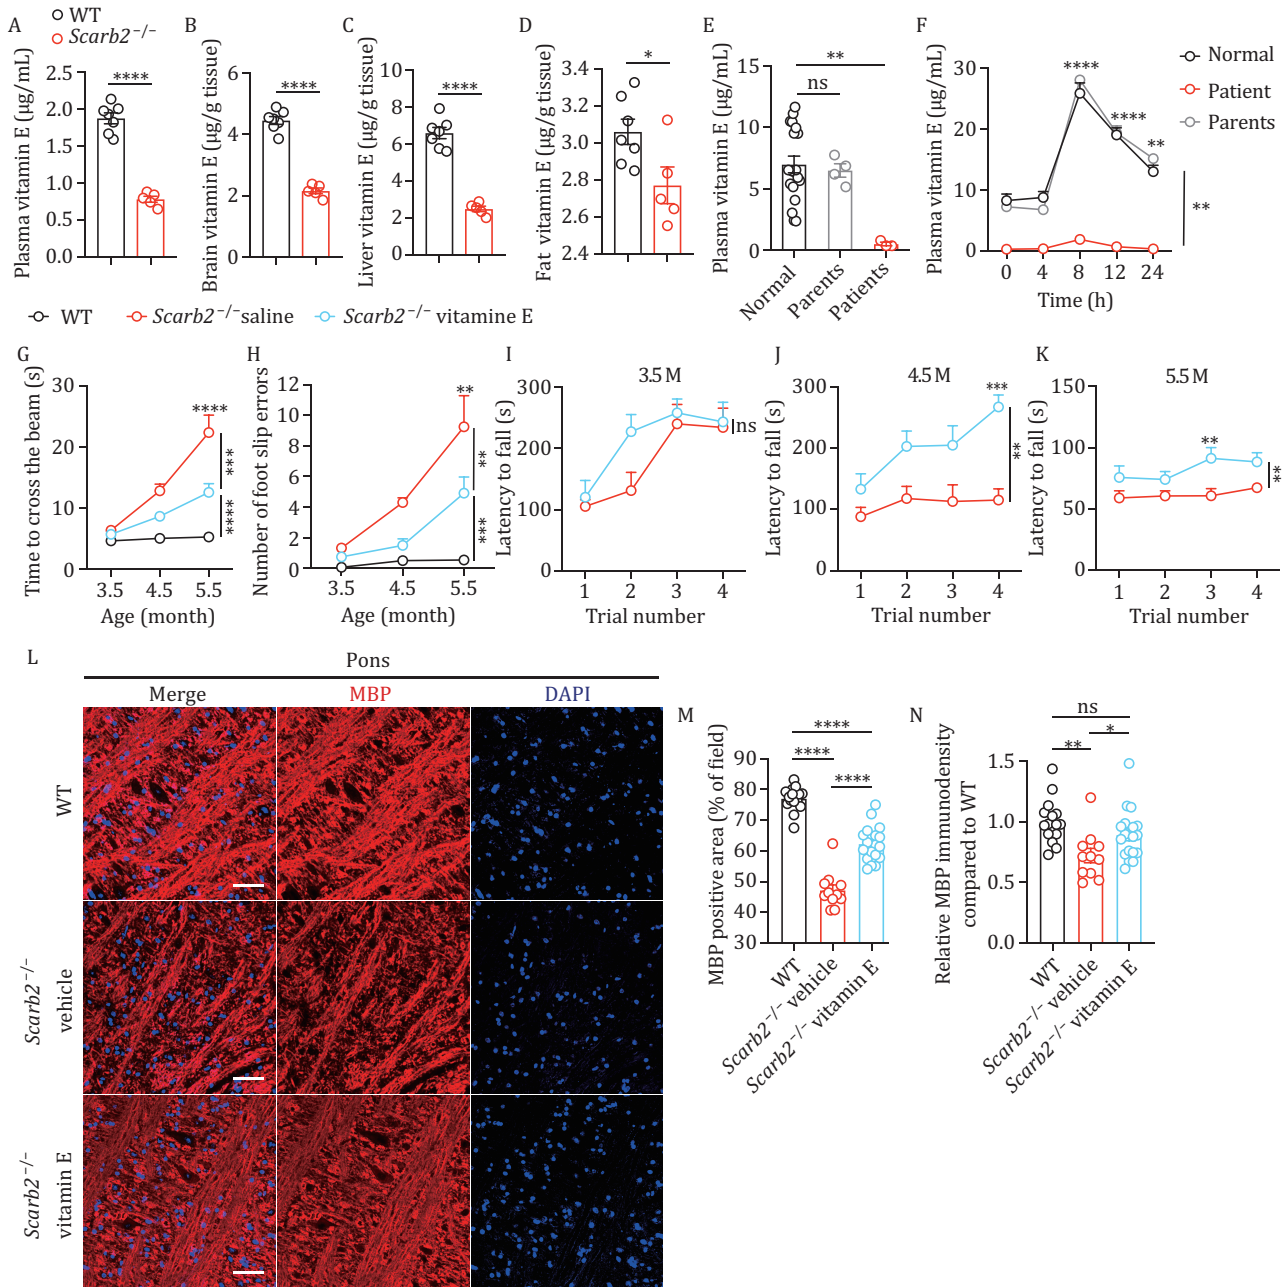 A
WT
Scarb2−/−
Plasma vitamin E (µg/mL)
2.5
2.0
1.5
1.0
0.5
0.0
****
B
Brain vitamin E (µg/g tissue)
6
4
2
0
****
C
Liver vitamin E (µg/g tissue)
10
8
6
4
2
0
****
D
Fat vitamin E (µg/g tissue)
3.4
3.2
3.0
2.8
2.6
2.4
*
E
Plasma vitamin E (µg/mL)
15
10
5
0
**
ns
Normal
Parents
Patients
F
Plasma vitamin E (µg/mL)
30
20
10
0
****
****
**
**
0 4 8 12 24
Time (h)
Normal
Patient
Parents
WT
Scarb2−/− saline
Scarb2−/− vitamine E
G
Time to cross the beam (s)
30
20
10
0
****
***
****
3.5 4.5 5.5
Age (month)
H
Number of foot slip errors
12
10
8
6
4
2
0
**
**
***
3.5 4.5 5.5
Age (month)
I
3.5 M
Latency to fall (s)
300
200
100
0
ns
1 2 3 4
Trial number
J
4.5 M
Latency to fall (s)
300
200
100
0
***
**
1 2 3 4
Trial number
K
5.5 M
Latency to fall (s)
150
100
50
0
**
**
1 2 3 4
Trial number
L
Pons
Merge MBP DAPI
WT
Scarb2−/−
vehicle
Scarb2−/−
vitamin E
M
MBP positive area (% of field)
90
80
70
60
50
40
30
****
****
****
WT
Scarb2−/− vehicle
Scarb2−/− vitamin E
N
Relative MBP immunodensity
compared to WT
1.5
1.0
0.5
0.0
ns
**
*
WT
Scarb2−/− vehicle
Scarb2−/− vitamin E